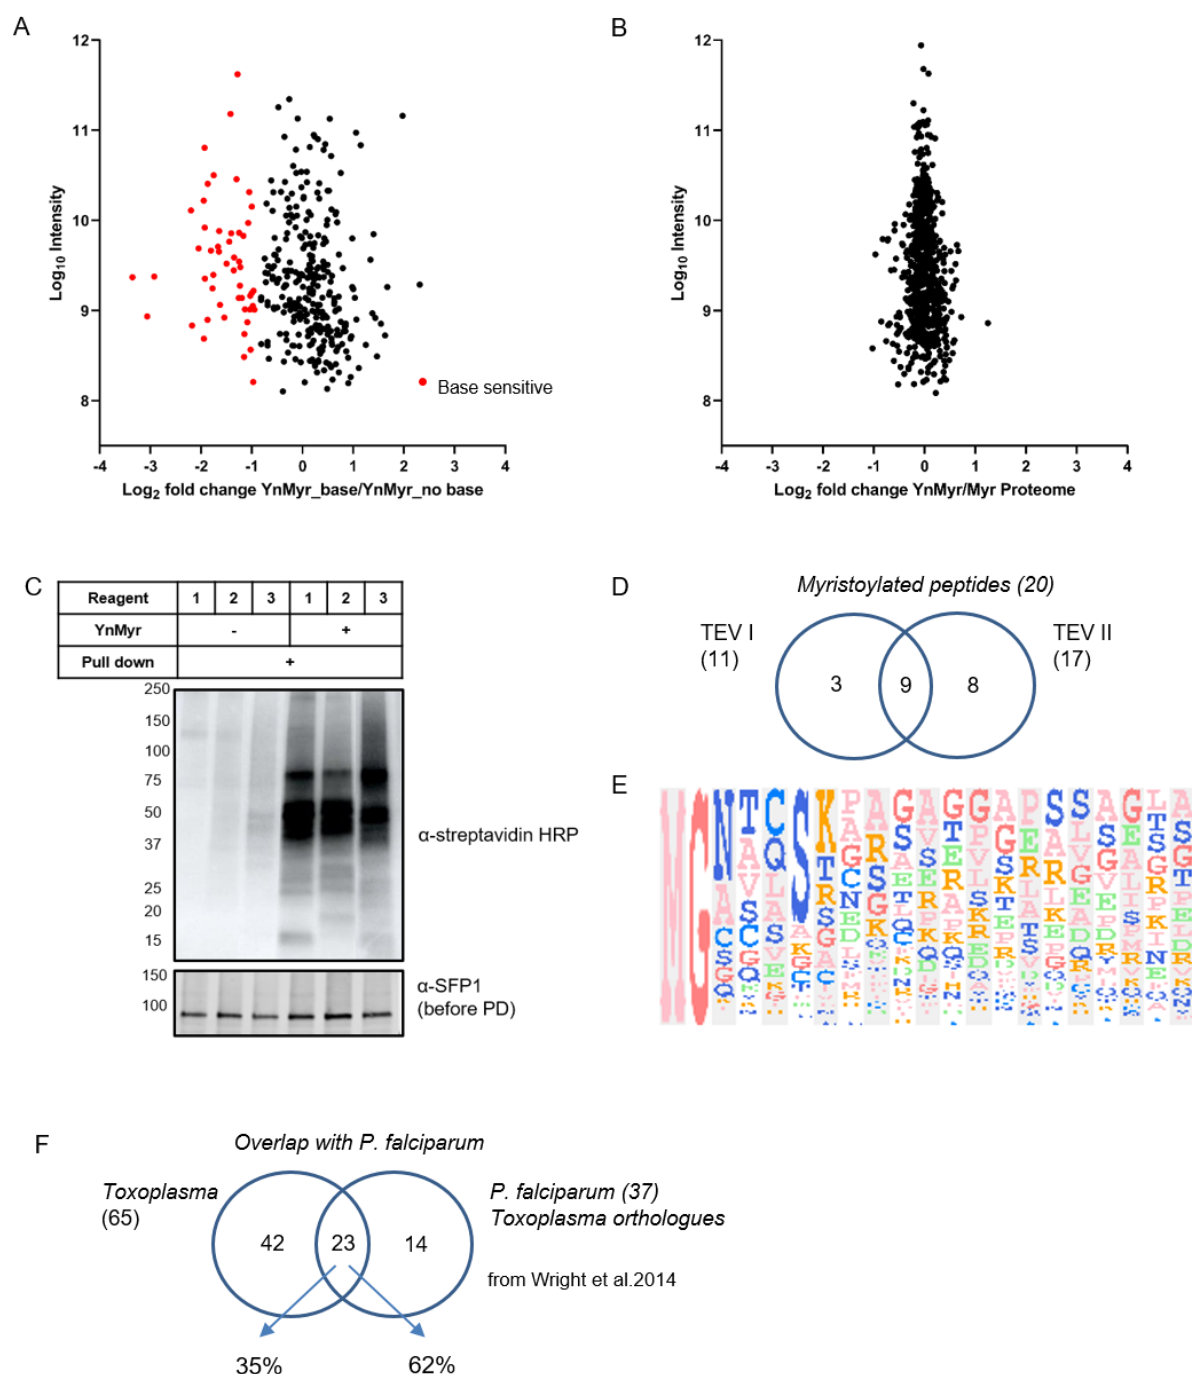 A
12
11
10
9
8
Log10 Intensity
-4 -3 -2 -1 0 1 2 3 4
Log2 fold change YnMyr_base/YnMyr_no base
Base sensitive
B
12
11
10
9
8
Log10 Intensity
-4 -3 -2 -1 0 1 2 3 4
Log2 fold change YnMyr/Myr Proteome
C
Reagent 1 2 3 1 2 3
YnMyr - +
Pull down +
250
150
100
75
50
37
25
20
15
α-streptavidin HRP
150
100
α-SFP1
(before PD)
D
Myristoylated peptides (20)
TEV I
(11)
3 9 8
TEV II
(17)
E
M G N T C S K P A G A G G A P S S A G L A
F
Overlap with P. falciparum
Toxoplasma
(65)
42 23 14
P. falciparum (37)
Toxoplasma orthologues
from Wright et al.2014
35% 62%